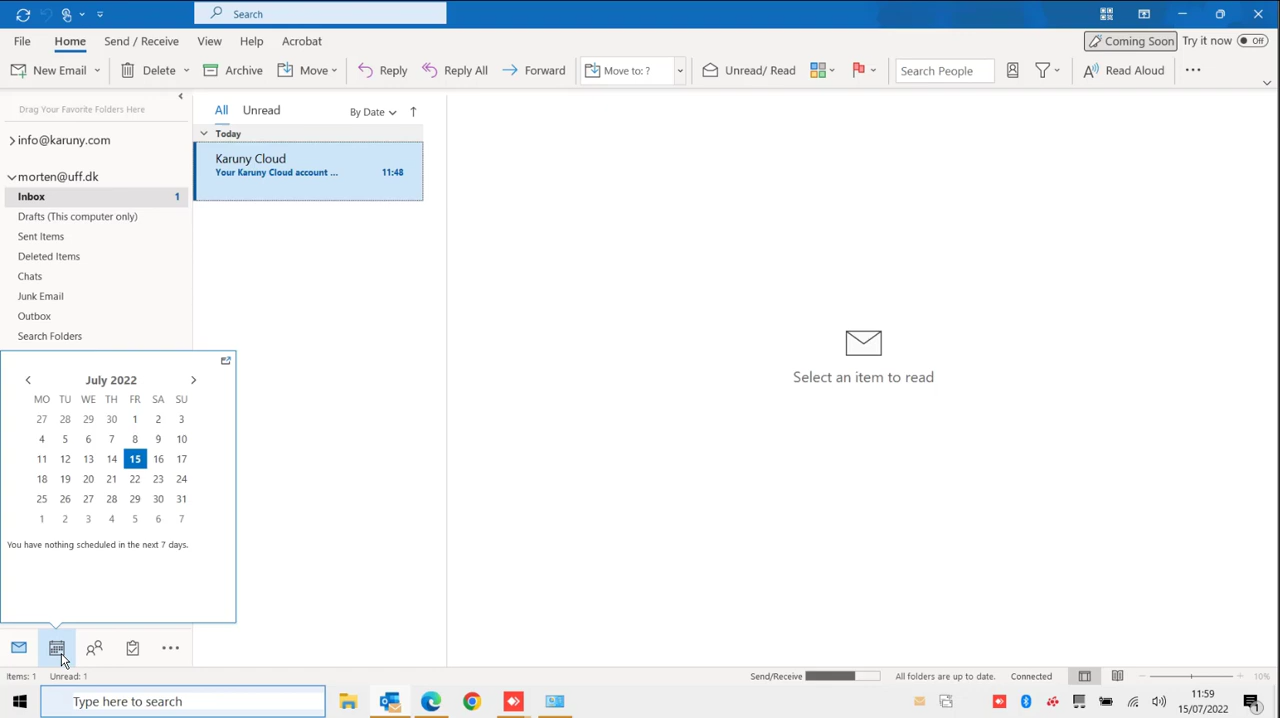 Search
File Home Send / Receive View Help Acrobat Coming Soon Try it now Off
New Email Delete Archive Move Reply Reply All Forward Move to: ? Unread/ Read Search People Read Aloud ...
Drag Your Favorite Folders Here
All Unread By Date
info@karuny.com
Today
Karuny Cloud
Your Karuny Cloud account ... 11:48
morten@uff.dk
Inbox 1
Drafts (This computer only)
Sent Items
Deleted Items
Chats
Junk Email
Outbox
Search Folders
Select an item to read
July 2022
MO TU WE TH FR SA SU
27 28 29 30 1 2 3
4 5 6 7 8 9 10
11 12 13 14 15 16 17
18 19 20 21 22 23 24
25 26 27 28 29 30 31
1 2 3 4 5 6 7
You have nothing scheduled in the next 7 days.
Items: 1 Unread: 1 Send/Receive All folders are up to date. Connected 10%
Type here to search
11:59
15/07/2022
1